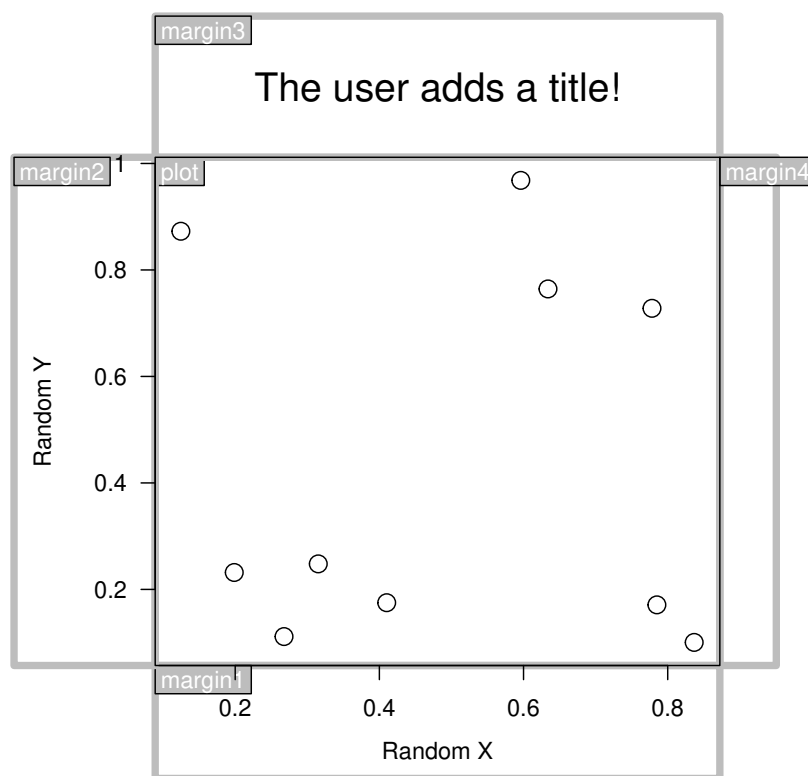 margin3
The user adds a title!
margin2
1
plot
margin4
0.8
0.6
Random Y
0.4
0.2
margin1
0.2 0.4 0.6 0.8
Random X